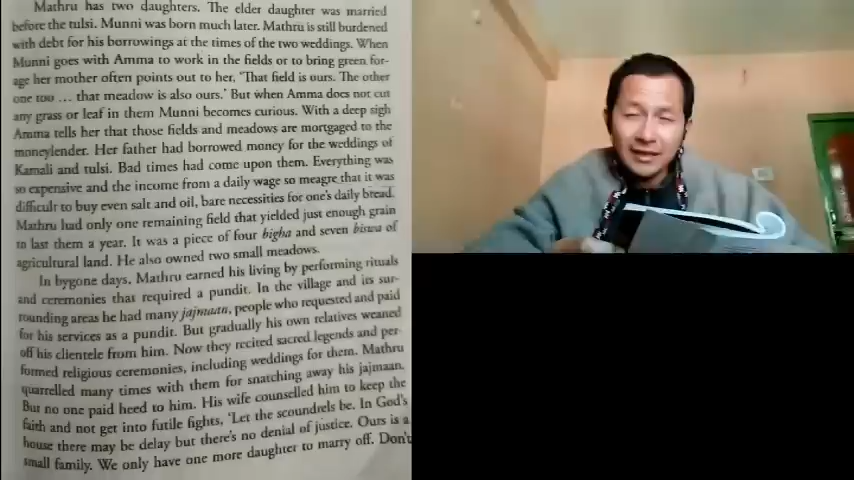 Mathru has two daughters. The elder daughter was married
before the tulsi. Munni was born much later. Mathru is still burdened
with debt for his borrowings at the times of the two weddings. When
Munni goes with Amma to work in the fields or to bring green for-
age her mother often points out to her, 'That field is ours. The other
one too ... that meadow is also ours.' But when Amma does not cut
any grass or leaf in them Munni becomes curious. With a deep sigh
Amma tells her that those fields and meadows are mortgaged to the
moneylender. Her father had borrowed money for the weddings of
Kamali and tulsi. Bad times had come upon them. Everything was
so expensive and the income from a daily wage so meagre that it was
difficult to buy even salt and oil, bare necessities for one's daily bread.
Mathru had only one remaining field that yielded just enough grain
to last them a year. It was a piece of four bigha and seven biswa of
agricultural land. He also owned two small meadows.
In bygone days, Mathru earned his living by performing rituals
and ceremonies that required a pundit. In the village and its sur-
rounding areas he had many jajmaan, people who requested and paid
for his services as a pundit. But gradually his own relatives weaned
off his clientele from him. Now they recited sacred legends and per-
formed religious ceremonies, including weddings for them. Mathru
quarrelled many times with them for snatching away his jajmaan.
But no one paid heed to him. His wife counselled him to keep the
faith and not get into futile fights, 'Let the scoundrels be. In God's
house there may be delay but there's no denial of justice. Ours is a
small family. We only have one more daughter to marry off. Don't